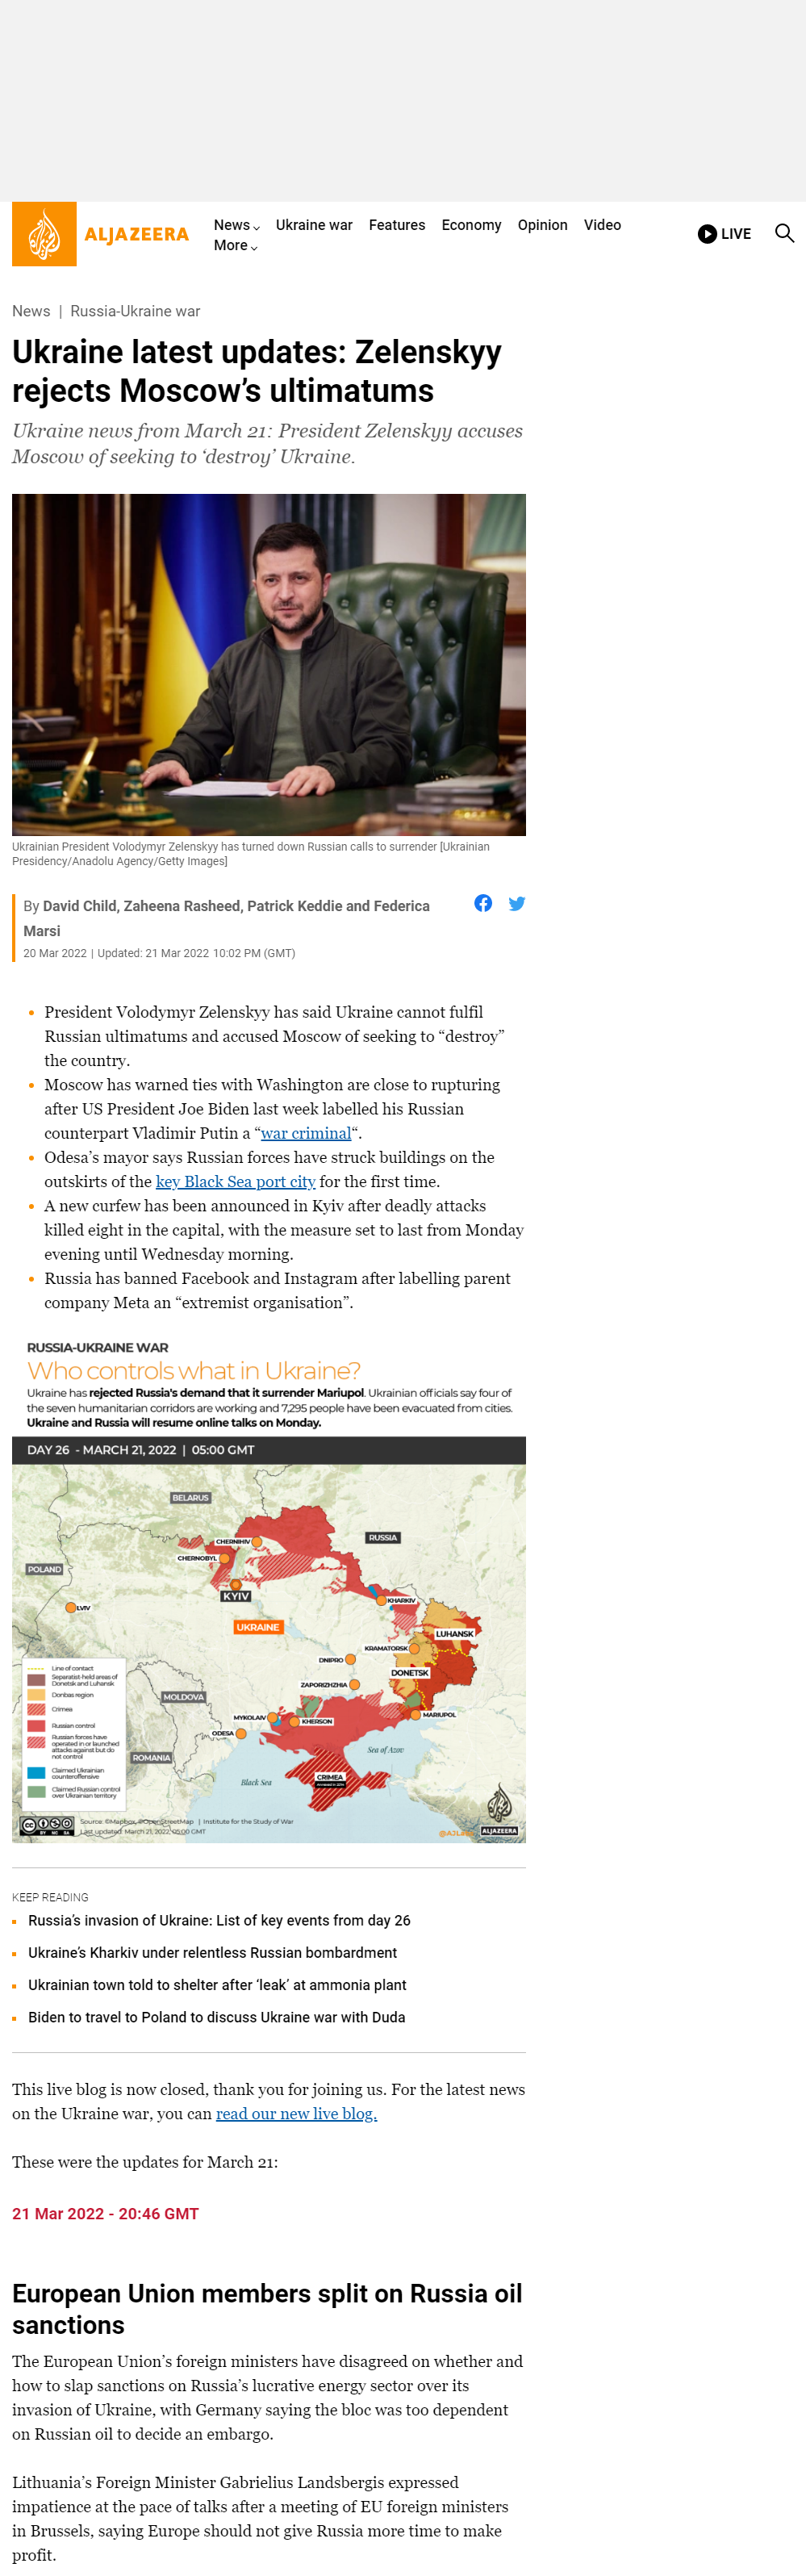 ALJAZEERA
News
Ukraine war
Features
Economy
Opinion
Video
More
LIVE
News | Russia-Ukraine war
Ukraine latest updates: Zelenskyy
rejects Moscow’s ultimatums
Ukraine news from March 21: President Zelenskyy accuses
Moscow of seeking to ‘destroy’ Ukraine.
Ukrainian President Volodymyr Zelenskyy has turned down Russian calls to surrender [Ukrainian
Presidency/Anadolu Agency/Getty Images]
By David Child, Zaheena Rasheed, Patrick Keddie and Federica
Marsi
20 Mar 2022 | Updated: 21 Mar 2022 10:02 PM (GMT)
President Volodymyr Zelenskyy has said Ukraine cannot fulfil
Russian ultimatums and accused Moscow of seeking to “destroy”
the country.
Moscow has warned ties with Washington are close to rupturing
after US President Joe Biden last week labelled his Russian
counterpart Vladimir Putin a “war criminal“.
Odesa’s mayor says Russian forces have struck buildings on the
outskirts of the key Black Sea port city for the first time.
A new curfew has been announced in Kyiv after deadly attacks
killed eight in the capital, with the measure set to last from Monday
evening until Wednesday morning.
Russia has banned Facebook and Instagram after labelling parent
company Meta an “extremist organisation”.
RUSSIA-UKRAINE WAR
Who controls what in Ukraine?
Ukraine has rejected Russia's demand that it surrender Mariupol. Ukrainian officials say four of
the seven humanitarian corridors are working and 7,295 people have been evacuated from cities.
Ukraine and Russia will resume online talks on Monday.
DAY 26 - MARCH 21, 2022 | 05:00 GMT
BELARUS
RUSSIA
CHERNIHIV
CHERNOBYL
POLAND
KYIV
KHARKIV
LVIV
UKRAINE
LUHANSK
KRAMATORSK
DNIPRO
DONETSK
ZAPORIZHZHIA
MOLDOVA
MARIUPOL
MYKOLAIV
KHERSON
ODESA
ROMANIA
Sea of Azov
CRIMEA
Black Sea
Line of contact
Separatist-held areas of
Donetsk and Luhansk
Donbas region
Crimea
Russian control
Russian forces have
operated in or launched
attacks against but do
not control
Claimed Ukrainian
counteroffensive
Claimed Russian control
over Ukrainian territory
Source: ©Mapbox, ©OpenStreetMap | Institute for the Study of War
Last updated: March 21, 2022, 05:00 GMT
ALJAZEERA
KEEP READING
Russia’s invasion of Ukraine: List of key events from day 26
Ukraine’s Kharkiv under relentless Russian bombardment
Ukrainian town told to shelter after ‘leak’ at ammonia plant
Biden to travel to Poland to discuss Ukraine war with Duda
This live blog is now closed, thank you for joining us. For the latest news
on the Ukraine war, you can read our new live blog.
These were the updates for March 21:
21 Mar 2022 - 20:46 GMT
European Union members split on Russia oil
sanctions
The European Union’s foreign ministers have disagreed on whether and
how to slap sanctions on Russia’s lucrative energy sector over its
invasion of Ukraine, with Germany saying the bloc was too dependent
on Russian oil to decide an embargo.
Lithuania’s Foreign Minister Gabrielius Landsbergis expressed
impatience at the pace of talks after a meeting of EU foreign ministers
in Brussels, saying Europe should not give Russia more time to make
profit.